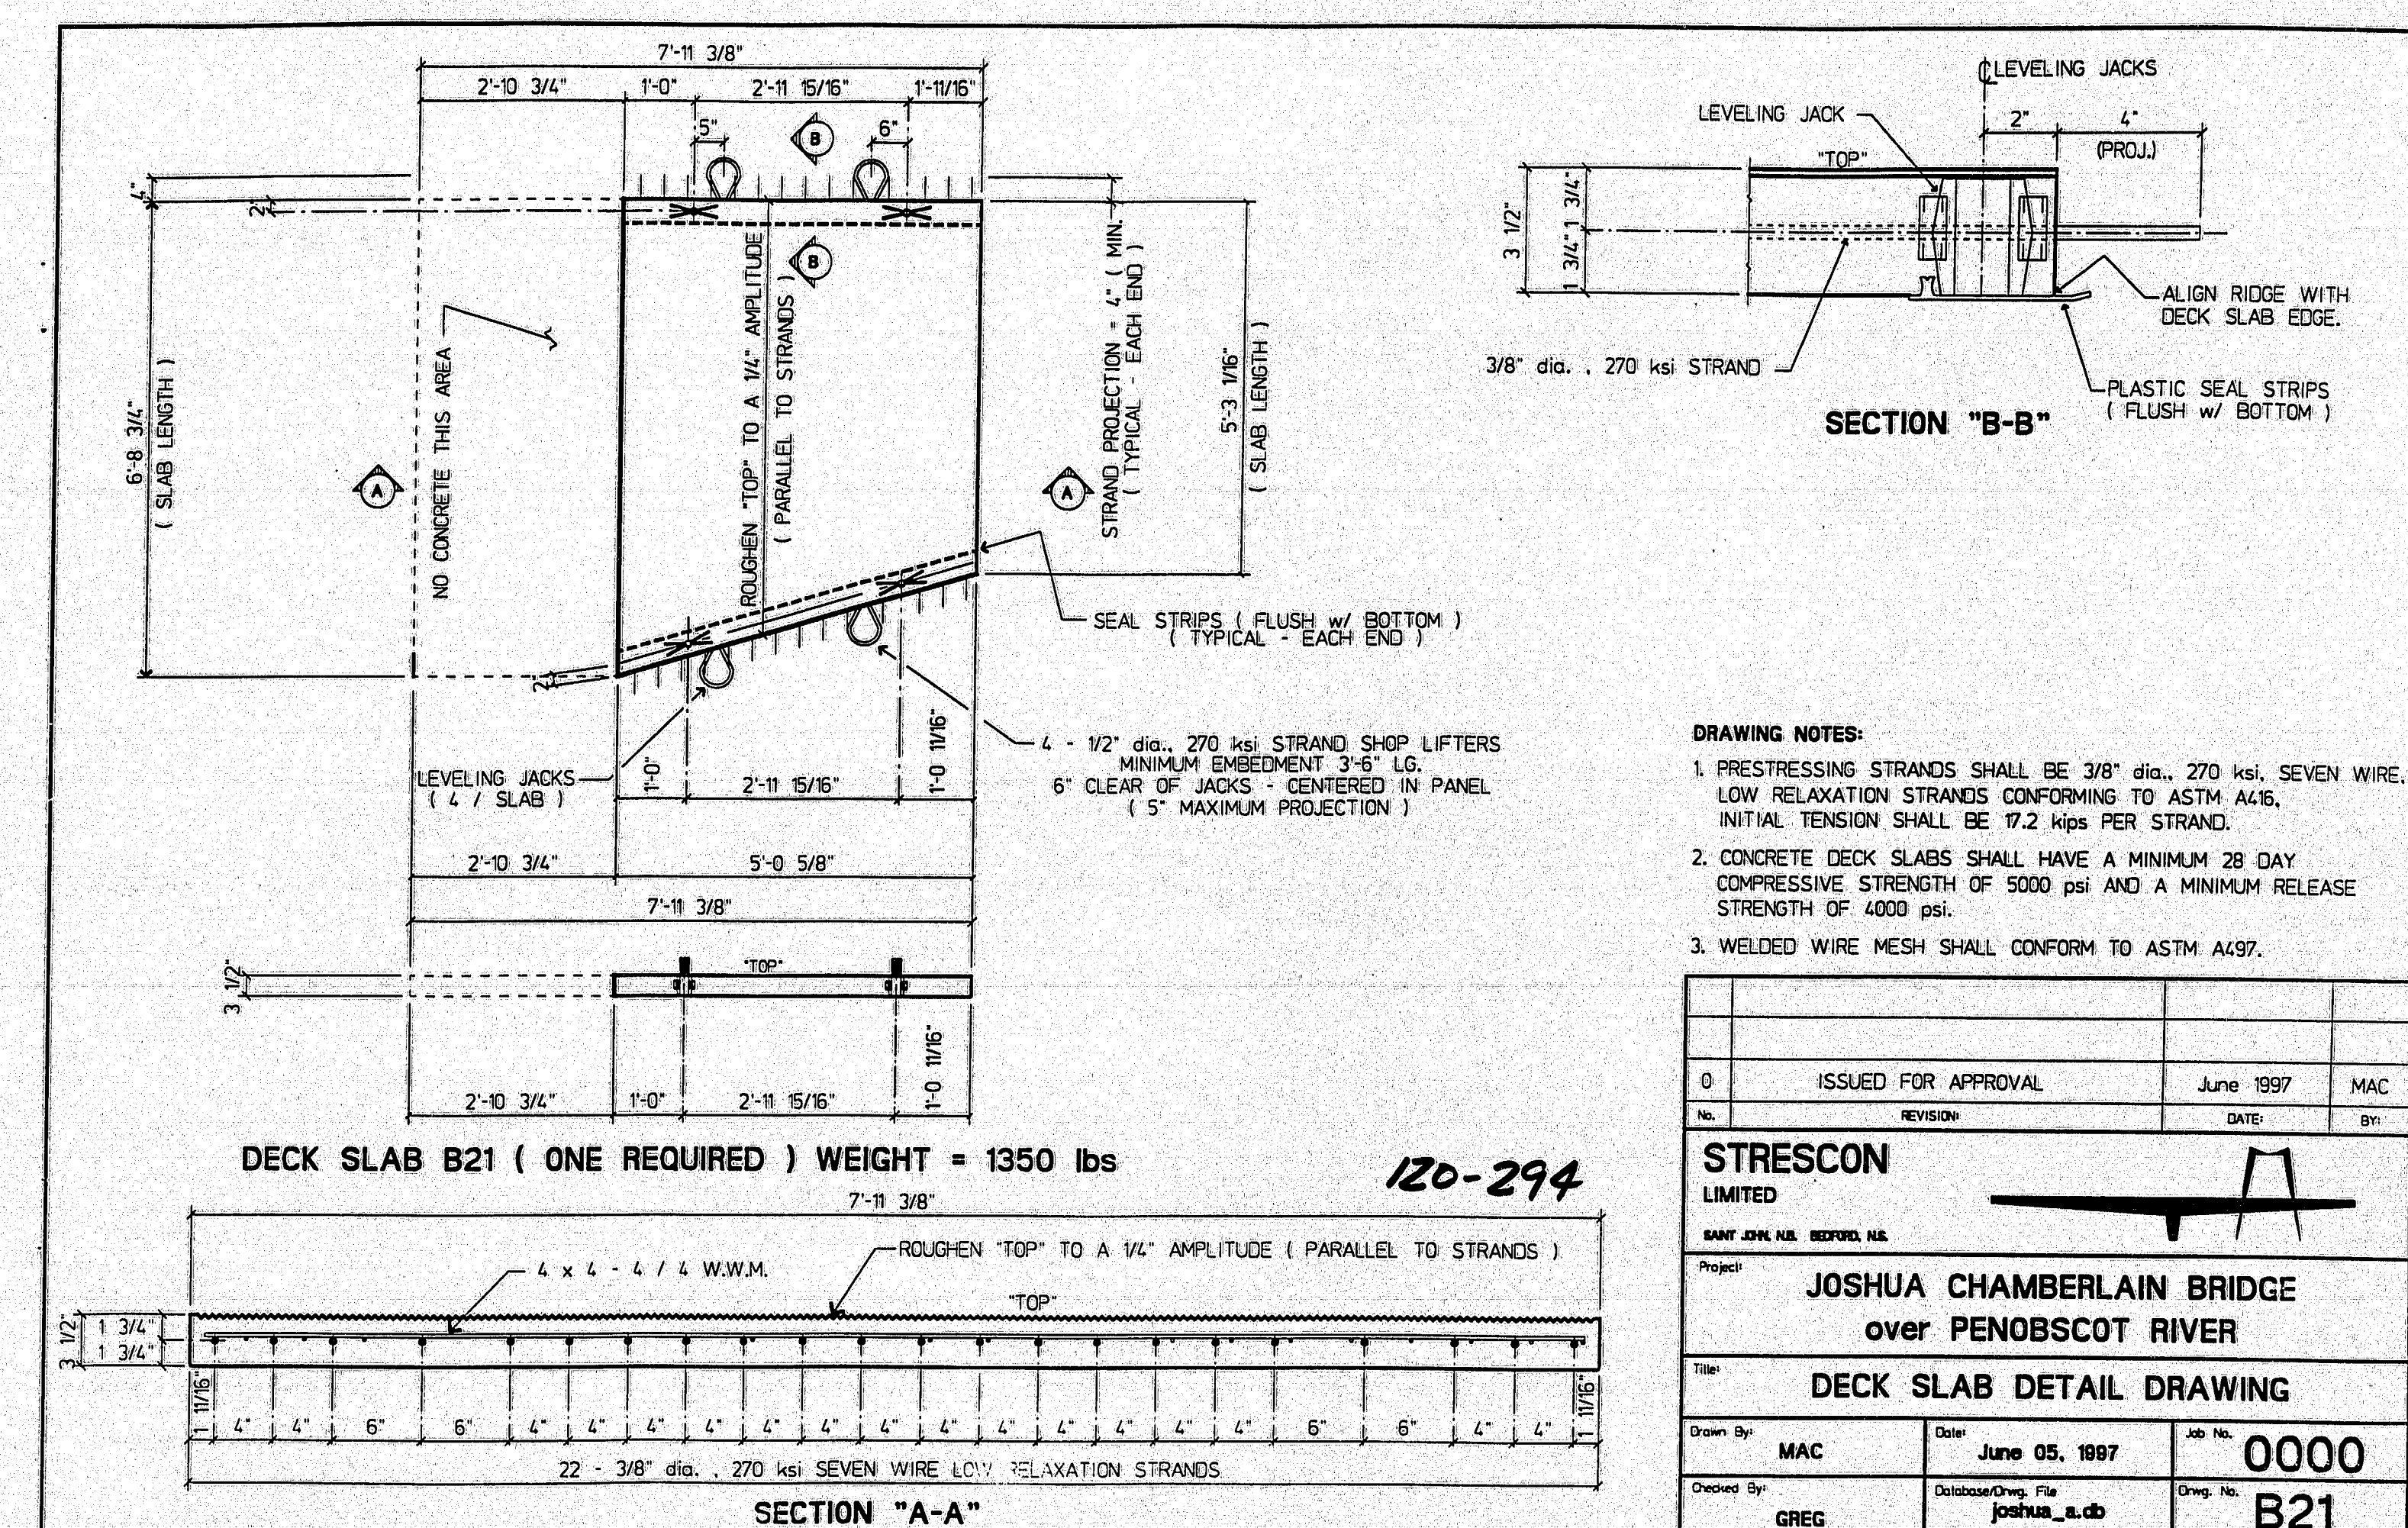 7'-11 3/8"
2'-10 3/4"
1'-0"
2'-11 15/16"
1'-11/16"
5"
B
6"
4"
2"
B
6'-8 3/4"
( SLAB LENGTH )
NO CONCRETE THIS AREA
ROUGHEN "TOP" TO A 1/4" AMPLITUDE
( PARALLEL TO STRANDS )
A
A
STRAND PROJECTION = 4" ( MIN.
( TYPICAL - EACH END )
5'-3 1/16"
( SLAB LENGTH )
SEAL STRIPS ( FLUSH w/ BOTTOM )
( TYPICAL - EACH END )
2"
4 - 1/2" dia., 270 ksi STRAND SHOP LIFTERS
MINIMUM EMBEDMENT 3'-6" LG.
6" CLEAR OF JACKS - CENTERED IN PANEL
( 5" MAXIMUM PROJECTION )
LEVELING JACKS
( 4 / SLAB )
1'-0"
2'-11 15/16"
1'-0 11/16"
2'-10 3/4"
5'-0 5/8"
7'-11 3/8"
3 1/2"
"TOP"
2'-10 3/4"
1'-0"
2'-11 15/16"
1'-0 11/16"
DECK SLAB B21 ( ONE REQUIRED ) WEIGHT = 1350 lbs
120-294
7'-11 3/8"
ROUGHEN "TOP" TO A 1/4" AMPLITUDE ( PARALLEL TO STRANDS )
4 x 4 - 4 / 4 W.W.M.
"TOP"
3 1/2"
1 3/4"
1 3/4"
1 11/16"
4"
4"
6"
6"
4"
4"
4"
4"
4"
4"
4"
4"
4"
4"
4"
4"
4"
6"
6"
4"
4"
1 11/16"
22 - 3/8" dia. , 270 ksi SEVEN WIRE LOW RELAXATION STRANDS
SECTION "A-A"
℄ LEVELING JACKS
LEVELING JACK
2"
4"
(PROJ.)
"TOP"
3 1/2"
1 3/4"
1 3/4"
ALIGN RIDGE WITH
DECK SLAB EDGE.
3/8" dia. , 270 ksi STRAND
PLASTIC SEAL STRIPS
( FLUSH w/ BOTTOM )
SECTION "B-B"
DRAWING NOTES:
1. PRESTRESSING STRANDS SHALL BE 3/8" dia., 270 ksi, SEVEN WIRE,
LOW RELAXATION STRANDS CONFORMING TO ASTM A416,
INITIAL TENSION SHALL BE 17.2 kips PER STRAND.
2. CONCRETE DECK SLABS SHALL HAVE A MINIMUM 28 DAY
COMPRESSIVE STRENGTH OF 5000 psi AND A MINIMUM RELEASE
STRENGTH OF 4000 psi.
3. WELDED WIRE MESH SHALL CONFORM TO ASTM A497.
0 ISSUED FOR APPROVAL June 1997 MAC
No. REVISION: DATE: BY:
STRESCON
LIMITED
SAINT JOHN, N.B. BEDFORD, N.S.
Project:
JOSHUA CHAMBERLAIN BRIDGE
over PENOBSCOT RIVER
Title:
DECK SLAB DETAIL DRAWING
Drawn By: MAC
Date: June 05, 1997
Job No. 0000
Checked By: GREG
Database/Drwg. File
joshua_a.db
Drwg. No. B21